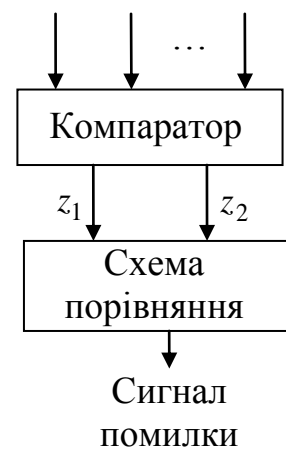 …
Компаратор
z₁ z₂
Схема
порівняння
Сигнал
помилки